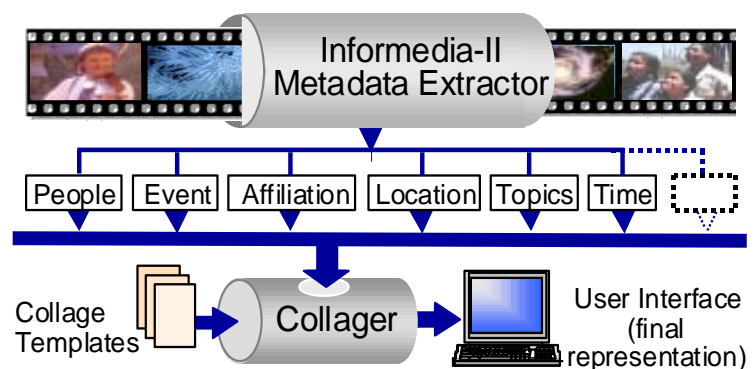 Informedia-II
Metadata Extractor
People
Event
Affiliation
Location
Topics
Time
Collage
Templates
Collager
User Interface
(final
representation)